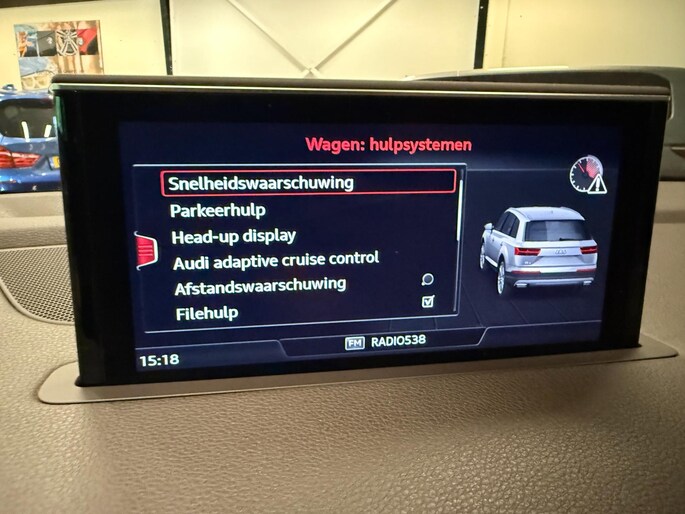 Wagen: hulpsystemen
Snelheidswaarschuwing
Parkeerhulp
Head-up display
Audi adaptive cruise control
Afstandswaarschuwing
Filehulp
FM RADIO538
15:18